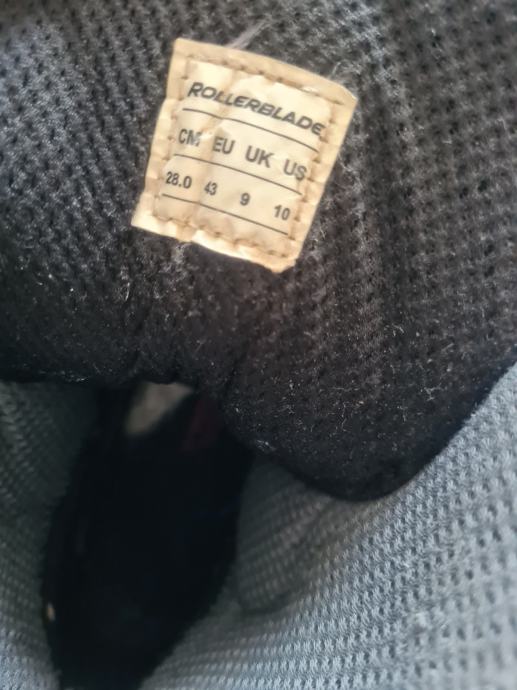 ROLLERBLADE
CM EU UK US
28.0 43 9 10